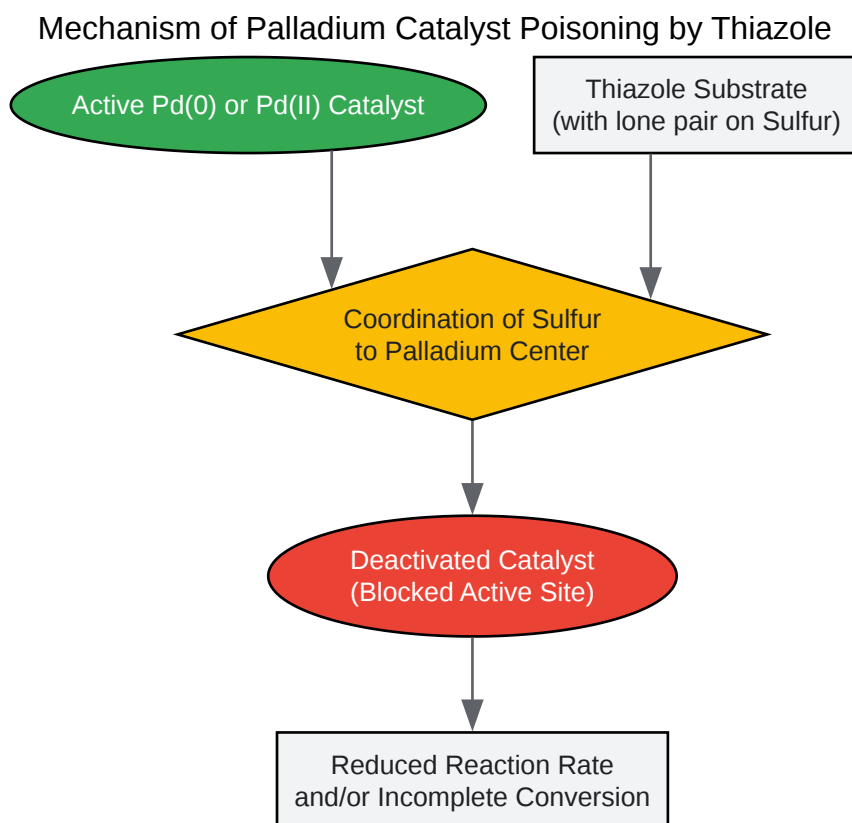 Mechanism of Palladium Catalyst Poisoning by Thiazole
Active Pd(0) or Pd(II) Catalyst
Thiazole Substrate
(with lone pair on Sulfur)
Coordination of Sulfur
to Palladium Center
Deactivated Catalyst
(Blocked Active Site)
Reduced Reaction Rate
and/or Incomplete Conversion